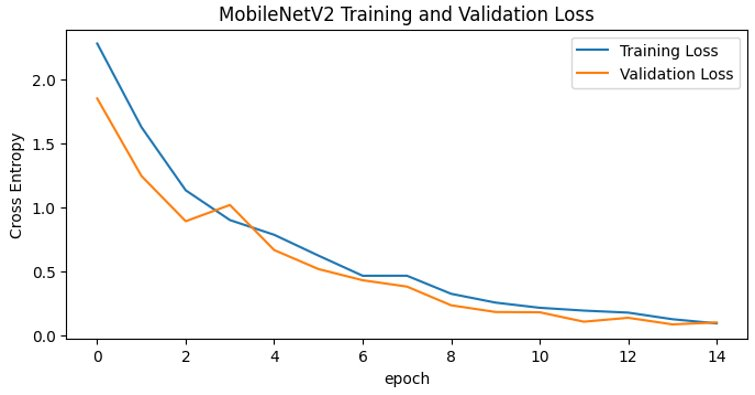 MobileNetV2 Training and Validation Loss
Training Loss
Validation Loss
Cross Entropy
2.0
1.5
1.0
0.5
0.0
0 2 4 6 8 10 12 14
epoch